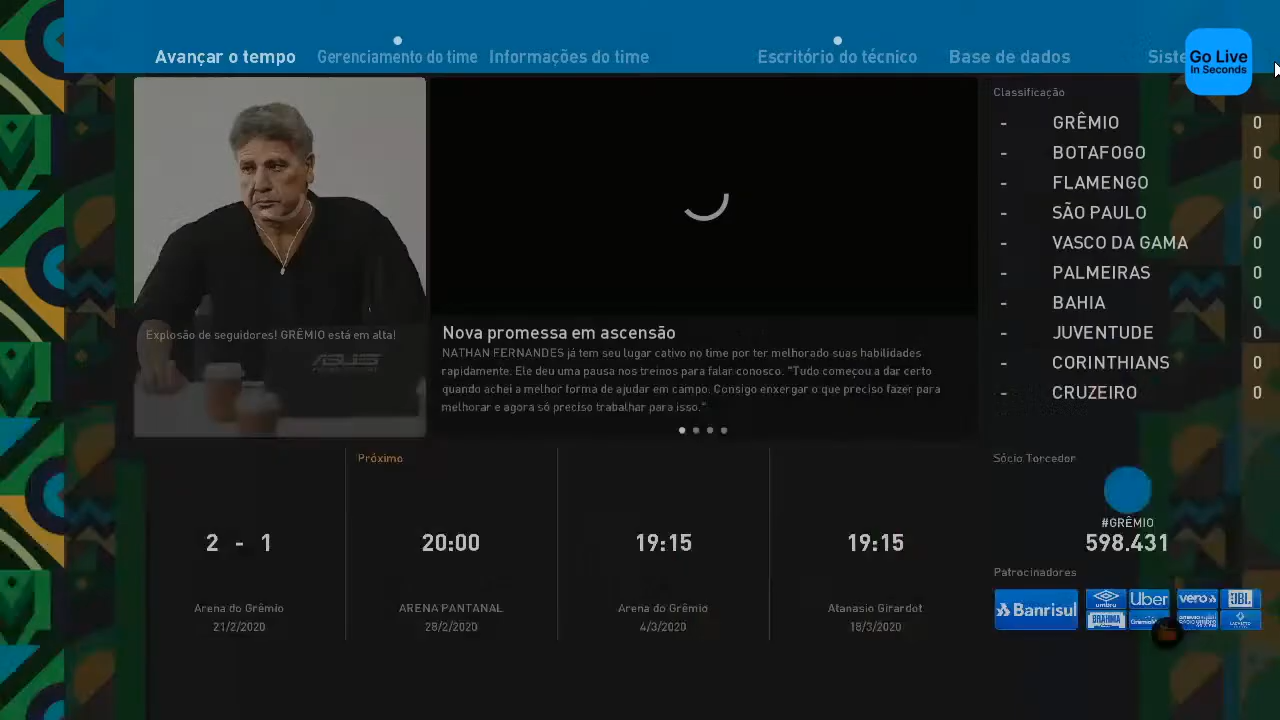 Avançar o tempo
Gerenciamento do time
Informações do time
Escritório do técnico
Base de dados
Siste
Go Live
In Seconds
Explosão de seguidores! GRÊMIO está em alta!
ASUS
Nova promessa em ascensão
NATHAN FERNANDES já tem seu lugar cativo no time por ter melhorado suas habilidades
rapidamente. Ele deu uma pausa nos treinos para falar conosco. "Tudo começou a dar certo
quando achei a melhor forma de ajudar em campo. Consigo enxergar o que preciso fazer para
melhorar e agora só preciso trabalhar para isso."
Classificação
- GRÊMIO 0
- BOTAFOGO 0
- FLAMENGO 0
- SÃO PAULO 0
- VASCO DA GAMA 0
- PALMEIRAS 0
- BAHIA 0
- JUVENTUDE 0
- CORINTHIANS 0
- CRUZEIRO 0
2 - 1
Arena do Grêmio
21/2/2020
Próximo
20:00
ARENA PANTANAL
28/2/2020
19:15
Arena do Grêmio
4/3/2020
19:15
Atanasio Girardot
18/3/2020
Sócio Torcedor
#GRÊMIO
598.431
Patrocinadores
Banrisul
umbro
Uber
vero
JBL
BRAHMA